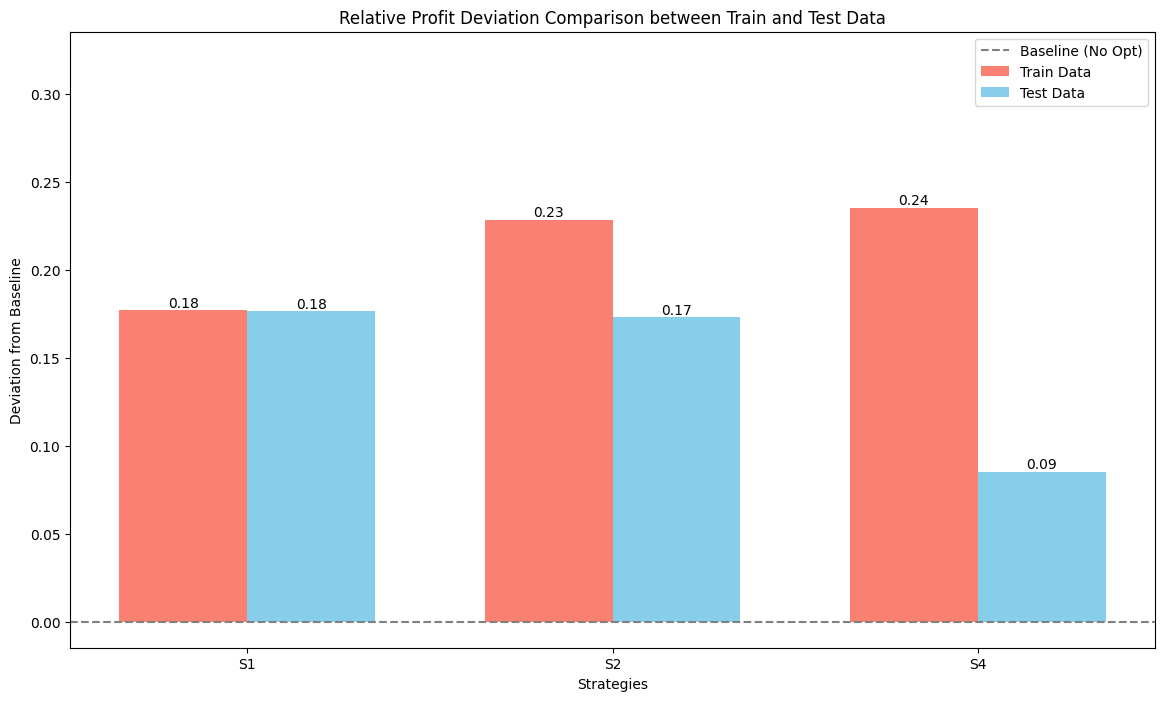 Relative Profit Deviation Comparison between Train and Test Data
Baseline (No Opt)
Train Data
Test Data
Deviation from Baseline
0.30
0.25
0.20
0.15
0.10
0.05
0.00
0.18
0.18
0.23
0.17
0.24
0.09
S1
S2
S4
Strategies